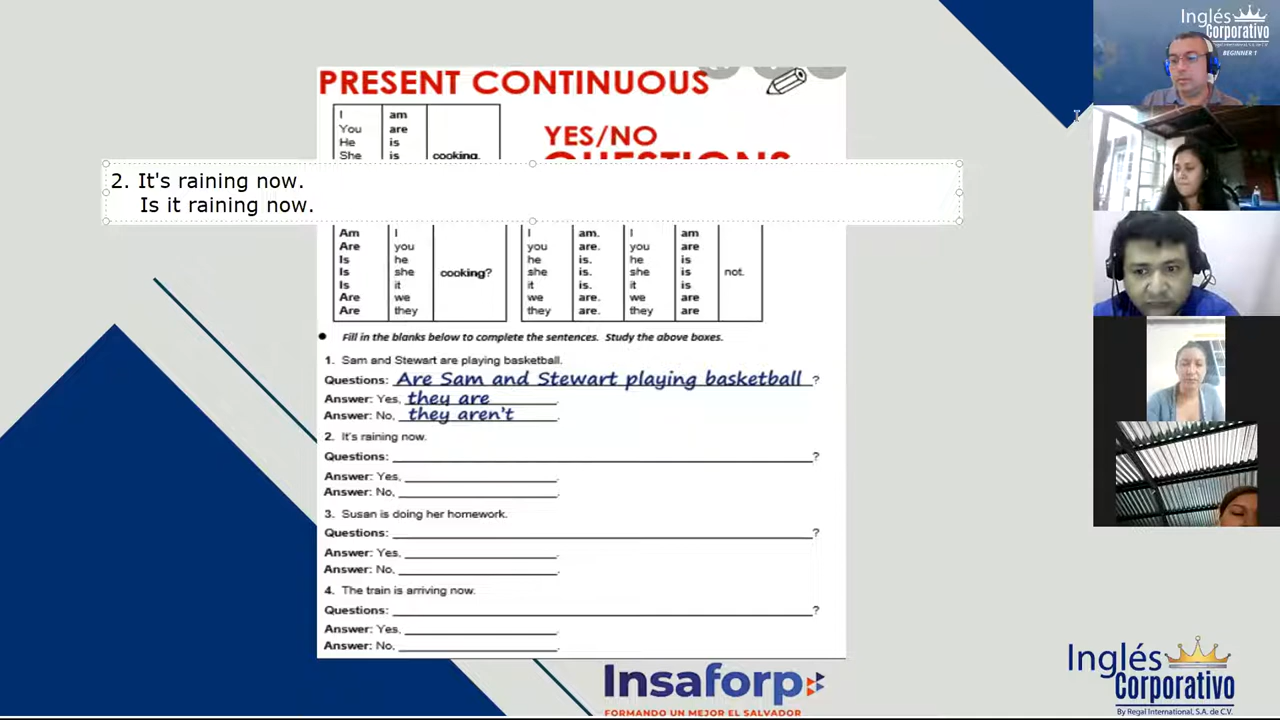 Inglés
Corporativo
BEGINNER 1
PRESENT CONTINUOUS
YES/NO
QUESTIONS
I am
You are
He is
She is cooking.
2. It's raining now.
Is it raining now.
Am I
Are you
Is he
Is she cooking?
Is it
Are we
Are they
I am. I am
you are. you are
he is. he is
she is. she is not.
it is. it is
we are. we are
they are. they are
Fill in the blanks below to complete the sentences. Study the above boxes.
1. Sam and Stewart are playing basketball.
Questions: Are Sam and Stewart playing basketball ?
Answer: Yes, they are .
Answer: No, they aren't .
2. It's raining now.
Questions: ?
Answer: Yes, .
Answer: No, .
3. Susan is doing her homework.
Questions: ?
Answer: Yes, .
Answer: No, .
4. The train is arriving now.
Questions: ?
Answer: Yes, .
Answer: No, .
Insaforp
FORMANDO UN MEJOR EL SALVADOR
Inglés
Corporativo
By Regal International, S.A. de C.V.